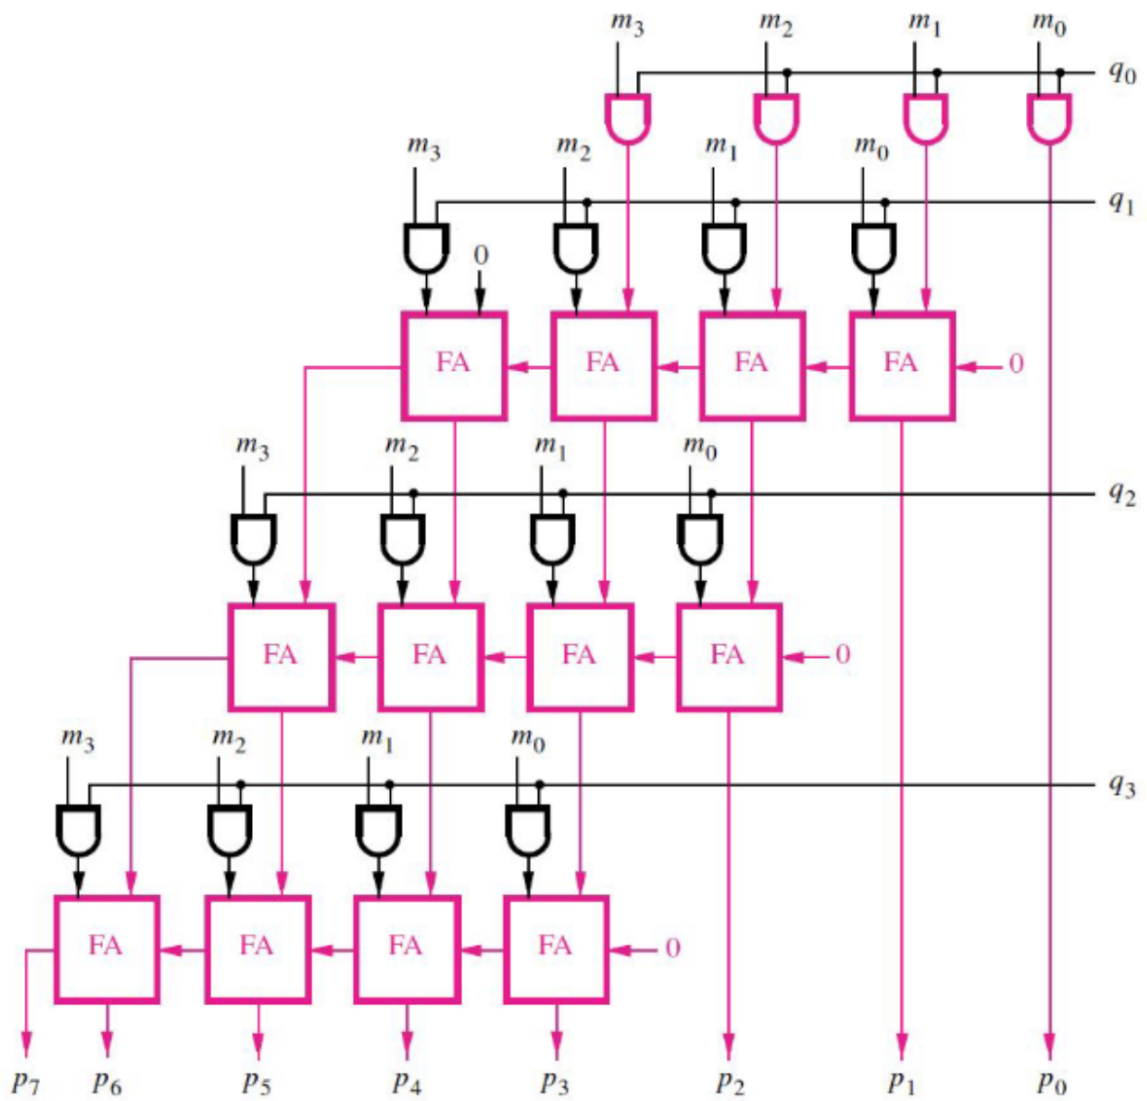 m₃ m₂ m₁ m₀
q₀
m₃ m₂ m₁ m₀
q₁
0
FA FA FA FA 0
m₃ m₂ m₁ m₀
q₂
FA FA FA FA 0
m₃ m₂ m₁ m₀
q₃
FA FA FA FA 0
p₇ p₆ p₅ p₄ p₃ p₂ p₁ p₀